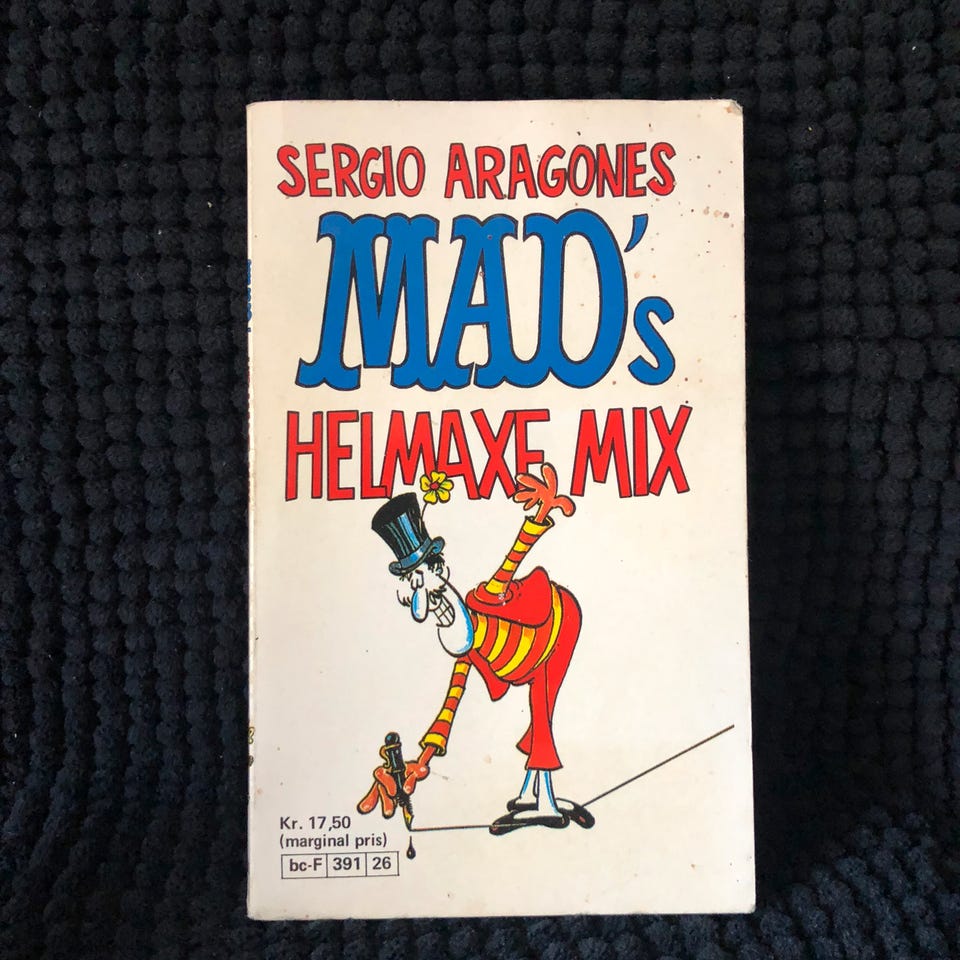 SERGIO ARAGONES
MAD's
HELMAXE MIX
Kr. 17,50
(marginal pris)
bc-F 391 26